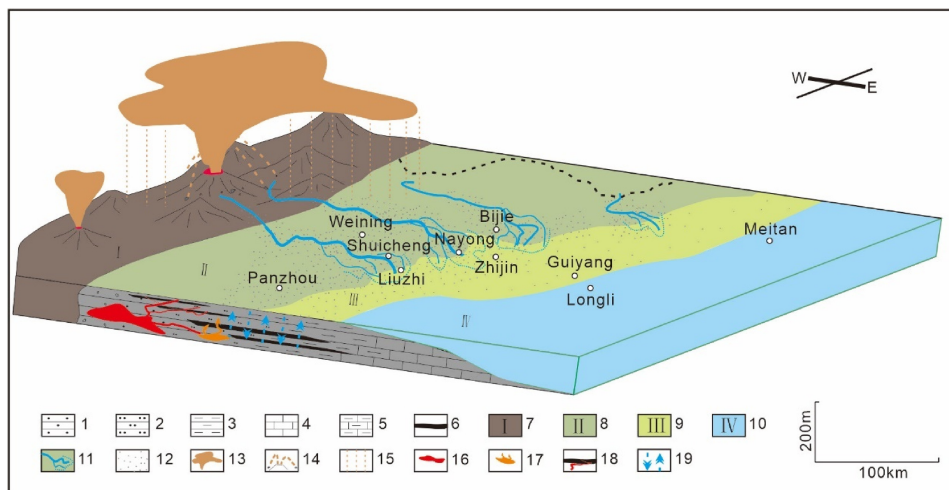 W
E
Weining
Bijie
Shuicheng
Nayong
Meitan
Panzhou
Liuzhi
Zhijin
Guiyang
Longli
I
II
III
IV
1 2 3 4 5 6 I 7 II 8 III 9 IV 10
11 12 13 14 15 16 17 18 19
200m
100km